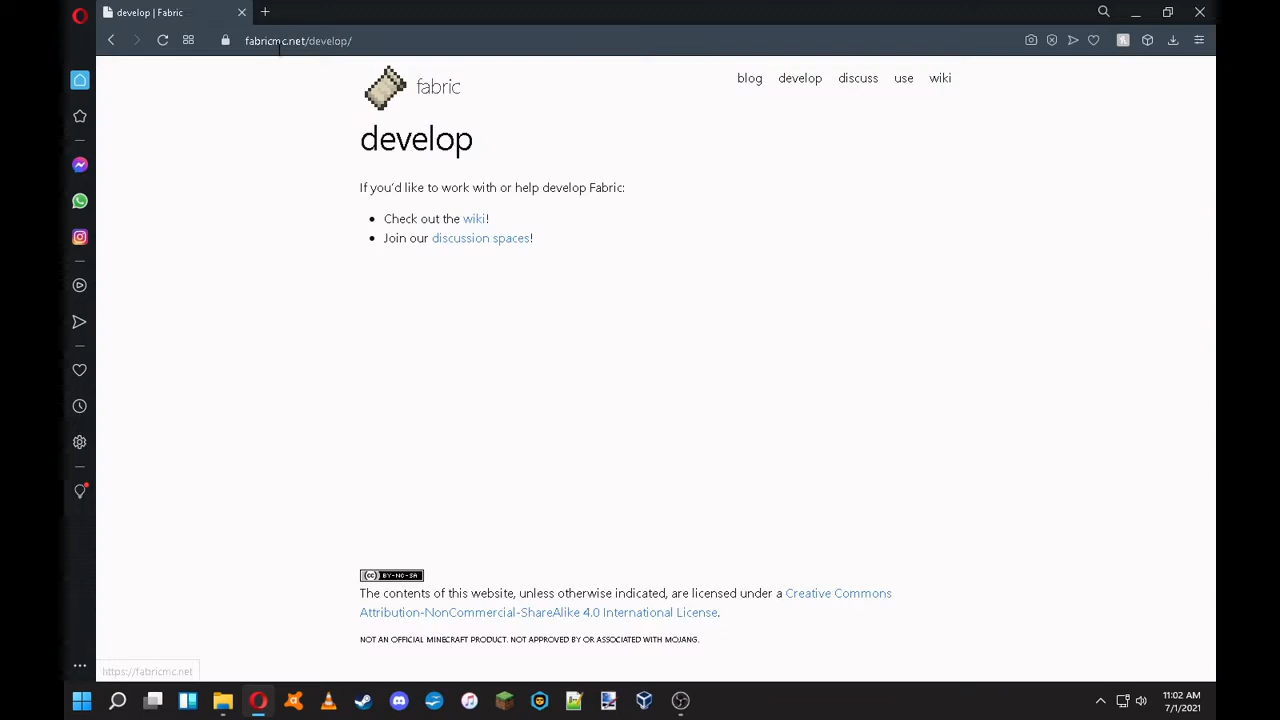 develop | Fabric
fabricmc.net/develop/
fabric
blog develop discuss use wiki
develop
If you'd like to work with or help develop Fabric:
Check out the wiki!
Join our discussion spaces!
BY-NC-SA
The contents of this website, unless otherwise indicated, are licensed under a Creative Commons
Attribution-NonCommercial-ShareAlike 4.0 International License.
NOT AN OFFICIAL MINECRAFT PRODUCT. NOT APPROVED BY OR ASSOCIATED WITH MOJANG.
https://fabricmc.net
11:02 AM
7/1/2021